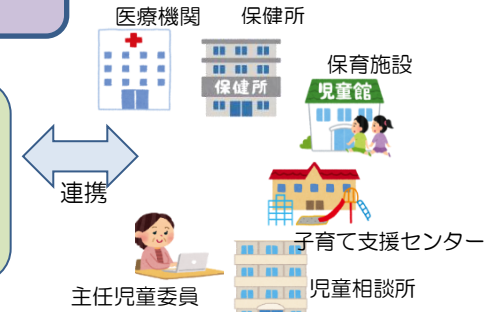 医療機関
保健所
保健所
保育施設
児童館
連携
子育て支援センター
主任児童委員
児童相談所